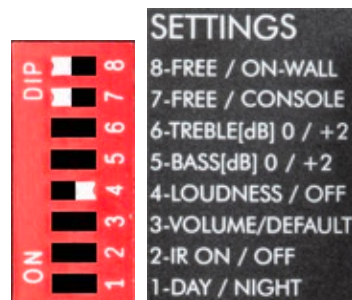 DIP
ON
8
7
6
5
4
3
2
1
SETTINGS
8-FREE / ON-WALL
7-FREE / CONSOLE
6-TREBLE[dB] 0 / +2
5-BASS[dB] 0 / +2
4-LOUDNESS / OFF
3-VOLUME/DEFAULT
2-IR ON / OFF
1-DAY / NIGHT